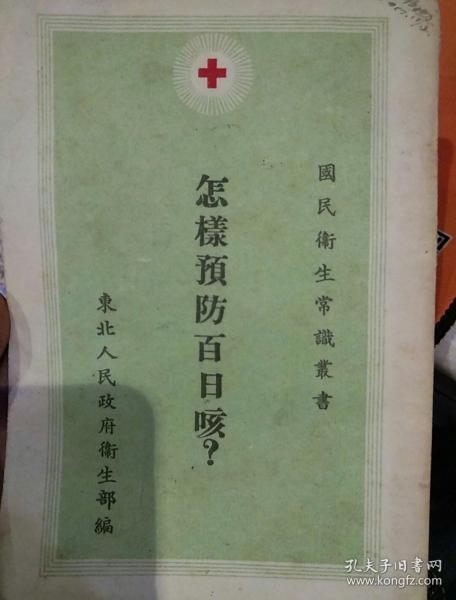 國民衛生常識叢書
怎樣預防百日咳?
東北人民政府衛生部編
孔夫子旧书网
www.kongfz.com